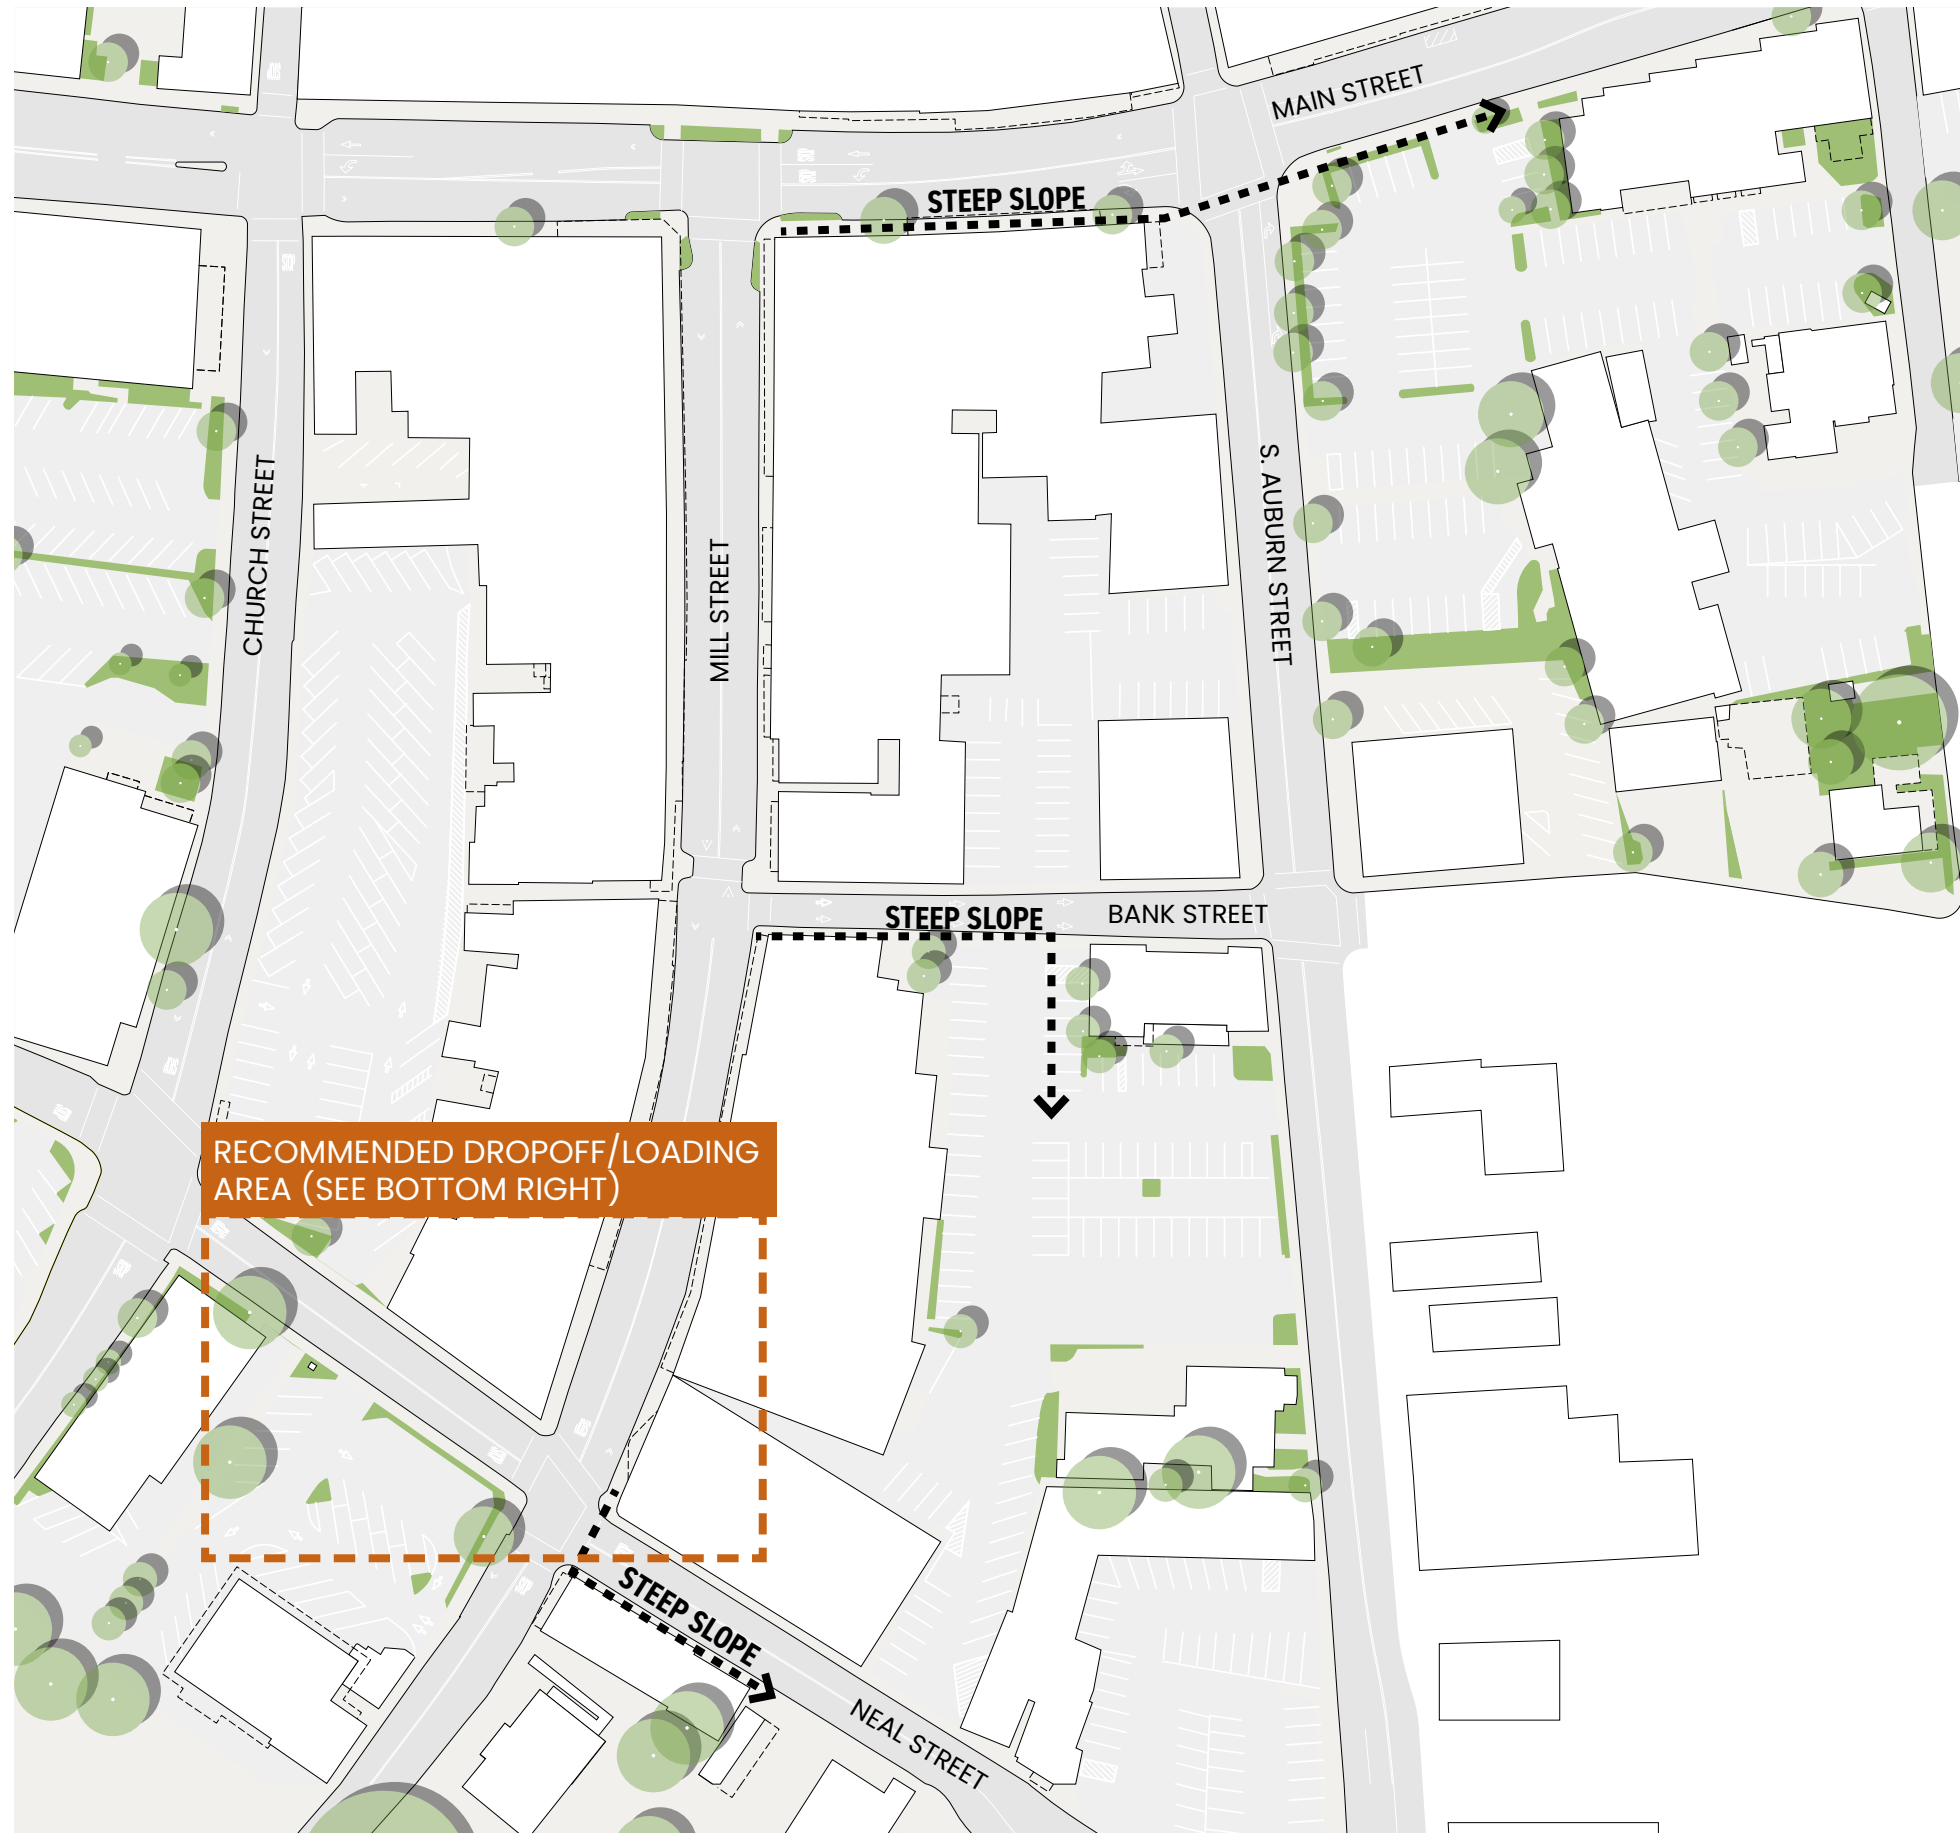 MAIN STREET
STEEP SLOPE
CHURCH STREET
MILL STREET
S. AUBURN STREET
STEEP SLOPE
BANK STREET
RECOMMENDED DROPOFF/LOADING
AREA (SEE BOTTOM RIGHT)
STEEP SLOPE
NEAL STREET